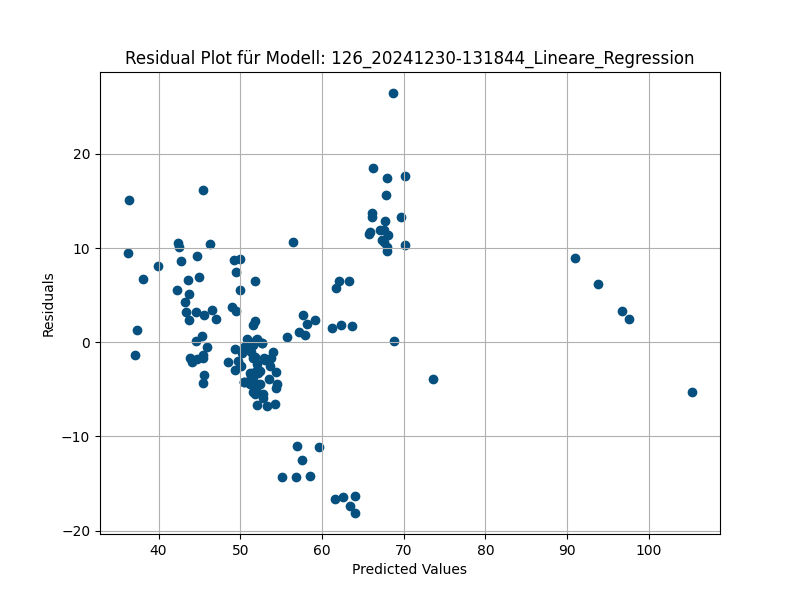 Residual Plot für Modell: 126_20241230-131844_Lineare_Regression
Residuals
20
10
0
−10
−20
40 50 60 70 80 90 100
Predicted Values